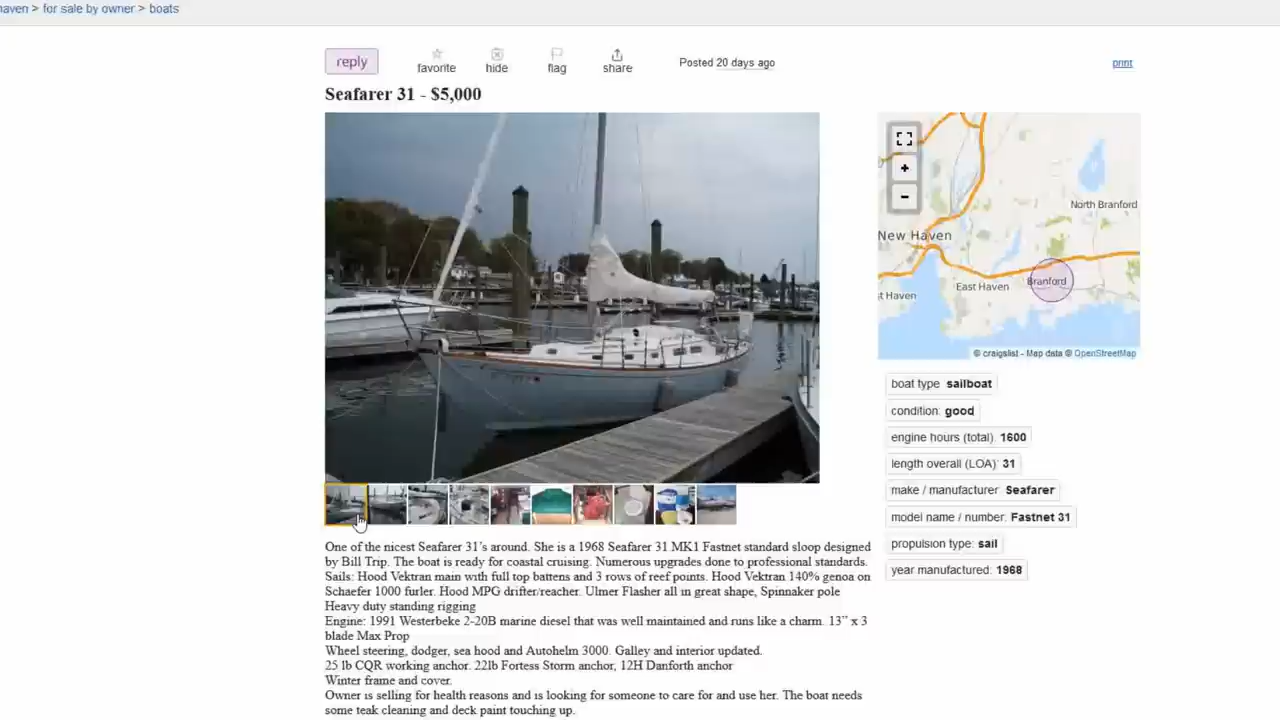 haven > for sale by owner > boats
reply
favorite
hide
flag
share
Posted 20 days ago
print
Seafarer 31 - $5,000
+
-
North Branford
New Haven
East Haven
Branford
st Haven
© craigslist - Map data © OpenStreetMap
boat type sailboat
condition: good
engine hours (total): 1600
length overall (LOA): 31
make / manufacturer Seafarer
model name / number: Fastnet 31
propulsion type: sail
year manufactured: 1968
One of the nicest Seafarer 31's around. She is a 1968 Seafarer 31 MK1 Fastnet standard sloop designed
by Bill Trip. The boat is ready for coastal cruising. Numerous upgrades done to professional standards.
Sails: Hood Vektran main with full top battens and 3 rows of reef points. Hood Vektran 140% genoa on
Schaefer 1000 furler. Hood MPG drifter/reacher. Ulmer Flasher all in great shape, Spinnaker pole
Heavy duty standing rigging
Engine: 1991 Westerbeke 2-20B marine diesel that was well maintained and runs like a charm. 13” x 3
blade Max Prop
Wheel steering, dodger, sea hood and Autohelm 3000. Galley and interior updated.
25 lb CQR working anchor. 22lb Fortess Storm anchor, 12H Danforth anchor
Winter frame and cover.
Owner is selling for health reasons and is looking for someone to care for and use her. The boat needs
some teak cleaning and deck paint touching up.